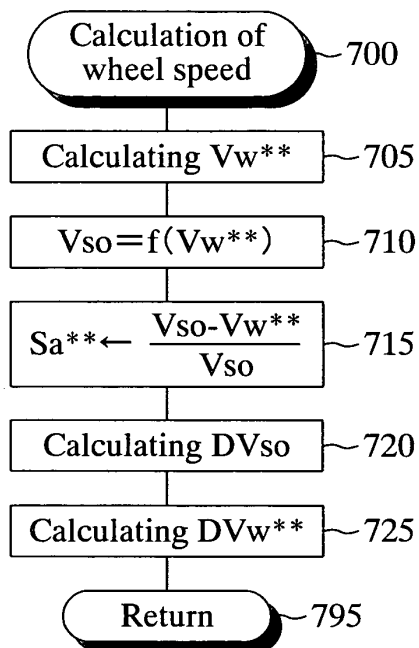 Calculation of
wheel speed
700
Calculating Vw**
705
Vso=f(Vw**)
710
Sa**← Vso-Vw**
Vso
715
Calculating DVso
720
Calculating DVw**
725
Return
795